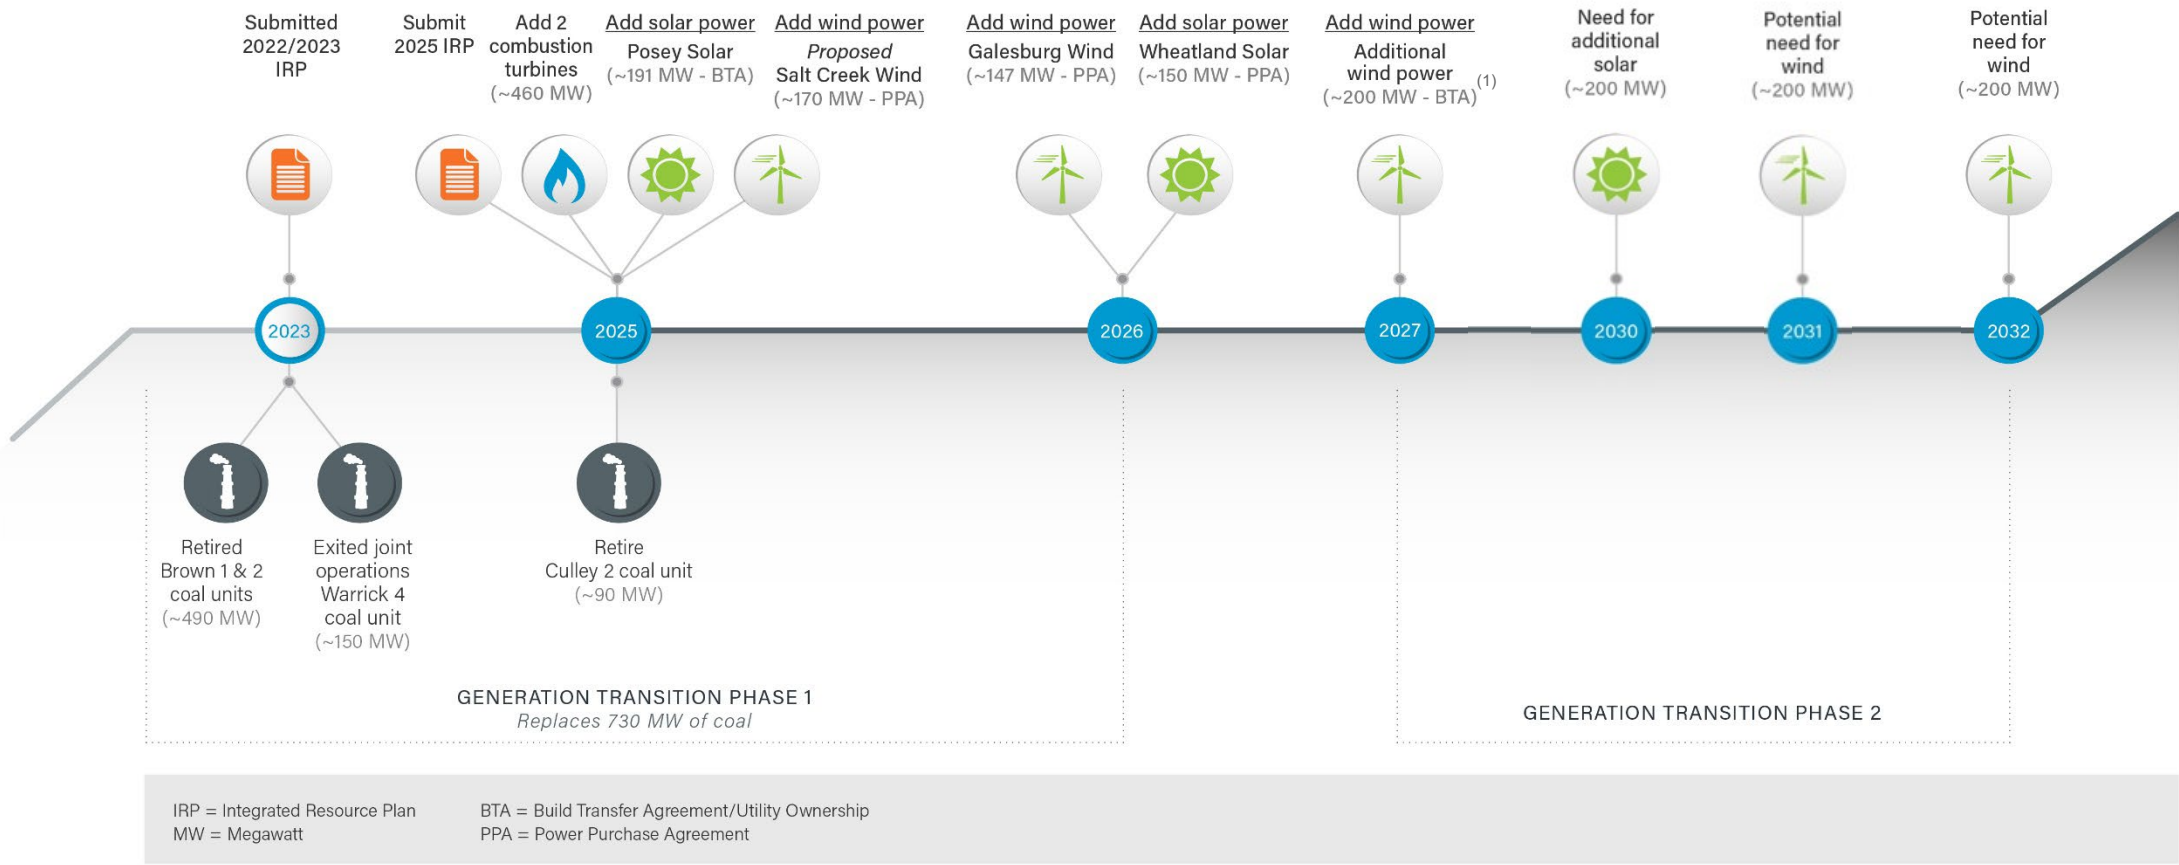 Submitted
2022/2023
IRP
Submit
2025 IRP
Add 2
combustion
turbines
(~460 MW)
Add solar power
Posey Solar
(~191 MW - BTA)
Add wind power
Proposed
Salt Creek Wind
(~170 MW - PPA)
Add wind power
Galesburg Wind
(~147 MW - PPA)
Add solar power
Wheatland Solar
(~150 MW - PPA)
Add wind power
Additional
wind power
(~200 MW - BTA)(1)
Need for
additional
solar
(~200 MW)
Potential
need for
wind
(~200 MW)
Potential
need for
wind
(~200 MW)
2023
2025
2026
2027
2030
2031
2032
Retired
Brown 1 & 2
coal units
(~490 MW)
Exited joint
operations
Warrick 4
coal unit
(~150 MW)
Retire
Culley 2 coal unit
(~90 MW)
GENERATION TRANSITION PHASE 1
Replaces 730 MW of coal
GENERATION TRANSITION PHASE 2
IRP = Integrated Resource Plan
MW = Megawatt
BTA = Build Transfer Agreement/Utility Ownership
PPA = Power Purchase Agreement